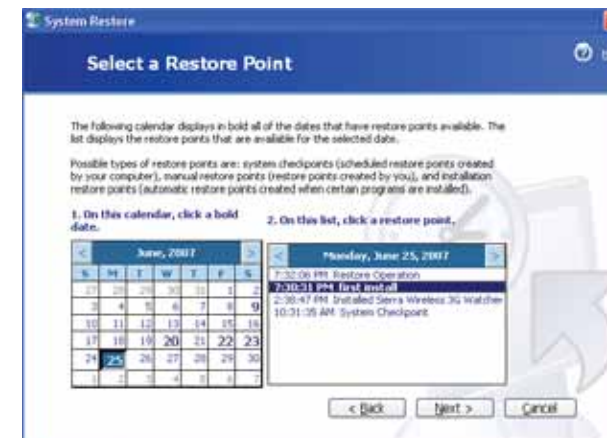 System Restore
Select a Restore Point
The following calendar displays in bold all of the dates that have restore points available. The
list displays the restore points that are available for the selected date.
Possible types of restore points are: system checkpoints (scheduled restore points created
by your computer), manual restore points (restore points created by you), and installation
restore points (automatic restore points created when certain programs are installed).
1. On this calendar, click a bold
date.
2. On this list, click a restore point.
< June, 2007 >
S M T W T F S
27 28 29 30 31 1 2
3 4 5 6 7 8 9
10 11 12 13 14 15 16
17 18 19 20 21 22 23
24 25 26 27 28 29 30
1 2 3 4 5 6 7
< Monday, June 25, 2007 >
7:32:06 PM Restore Operation
7:30:31 PM first install
2:38:47 PM Installed Sierra Wireless 3G Watcher
10:31:35 AM System Checkpoint
< Back
Next >
Cancel